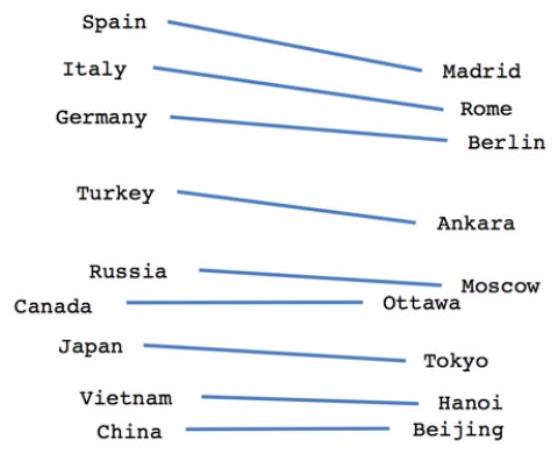 Spain Madrid
Italy Rome
Germany Berlin
Turkey Ankara
Russia Moscow
Canada Ottawa
Japan Tokyo
Vietnam Hanoi
China Beijing